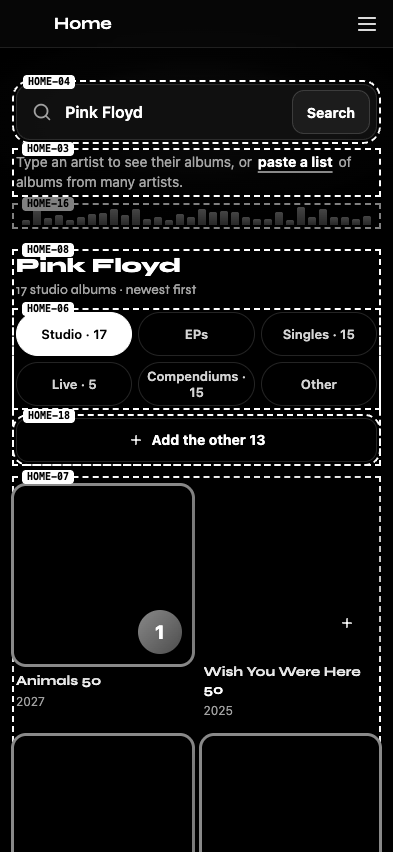 Home
HOME-04
Pink Floyd
Search
HOME-03
Type an artist to see their albums, or paste a list of
albums from many artists.
HOME-16
HOME-08
Pink Floyd
17 studio albums · newest first
HOME-06
Studio · 17
EPs
Singles · 15
Live · 5
Compendiums ·
15
Other
HOME-18
+ Add the other 13
HOME-07
1
+
Animals 50
2027
Wish You Were Here
50
2025